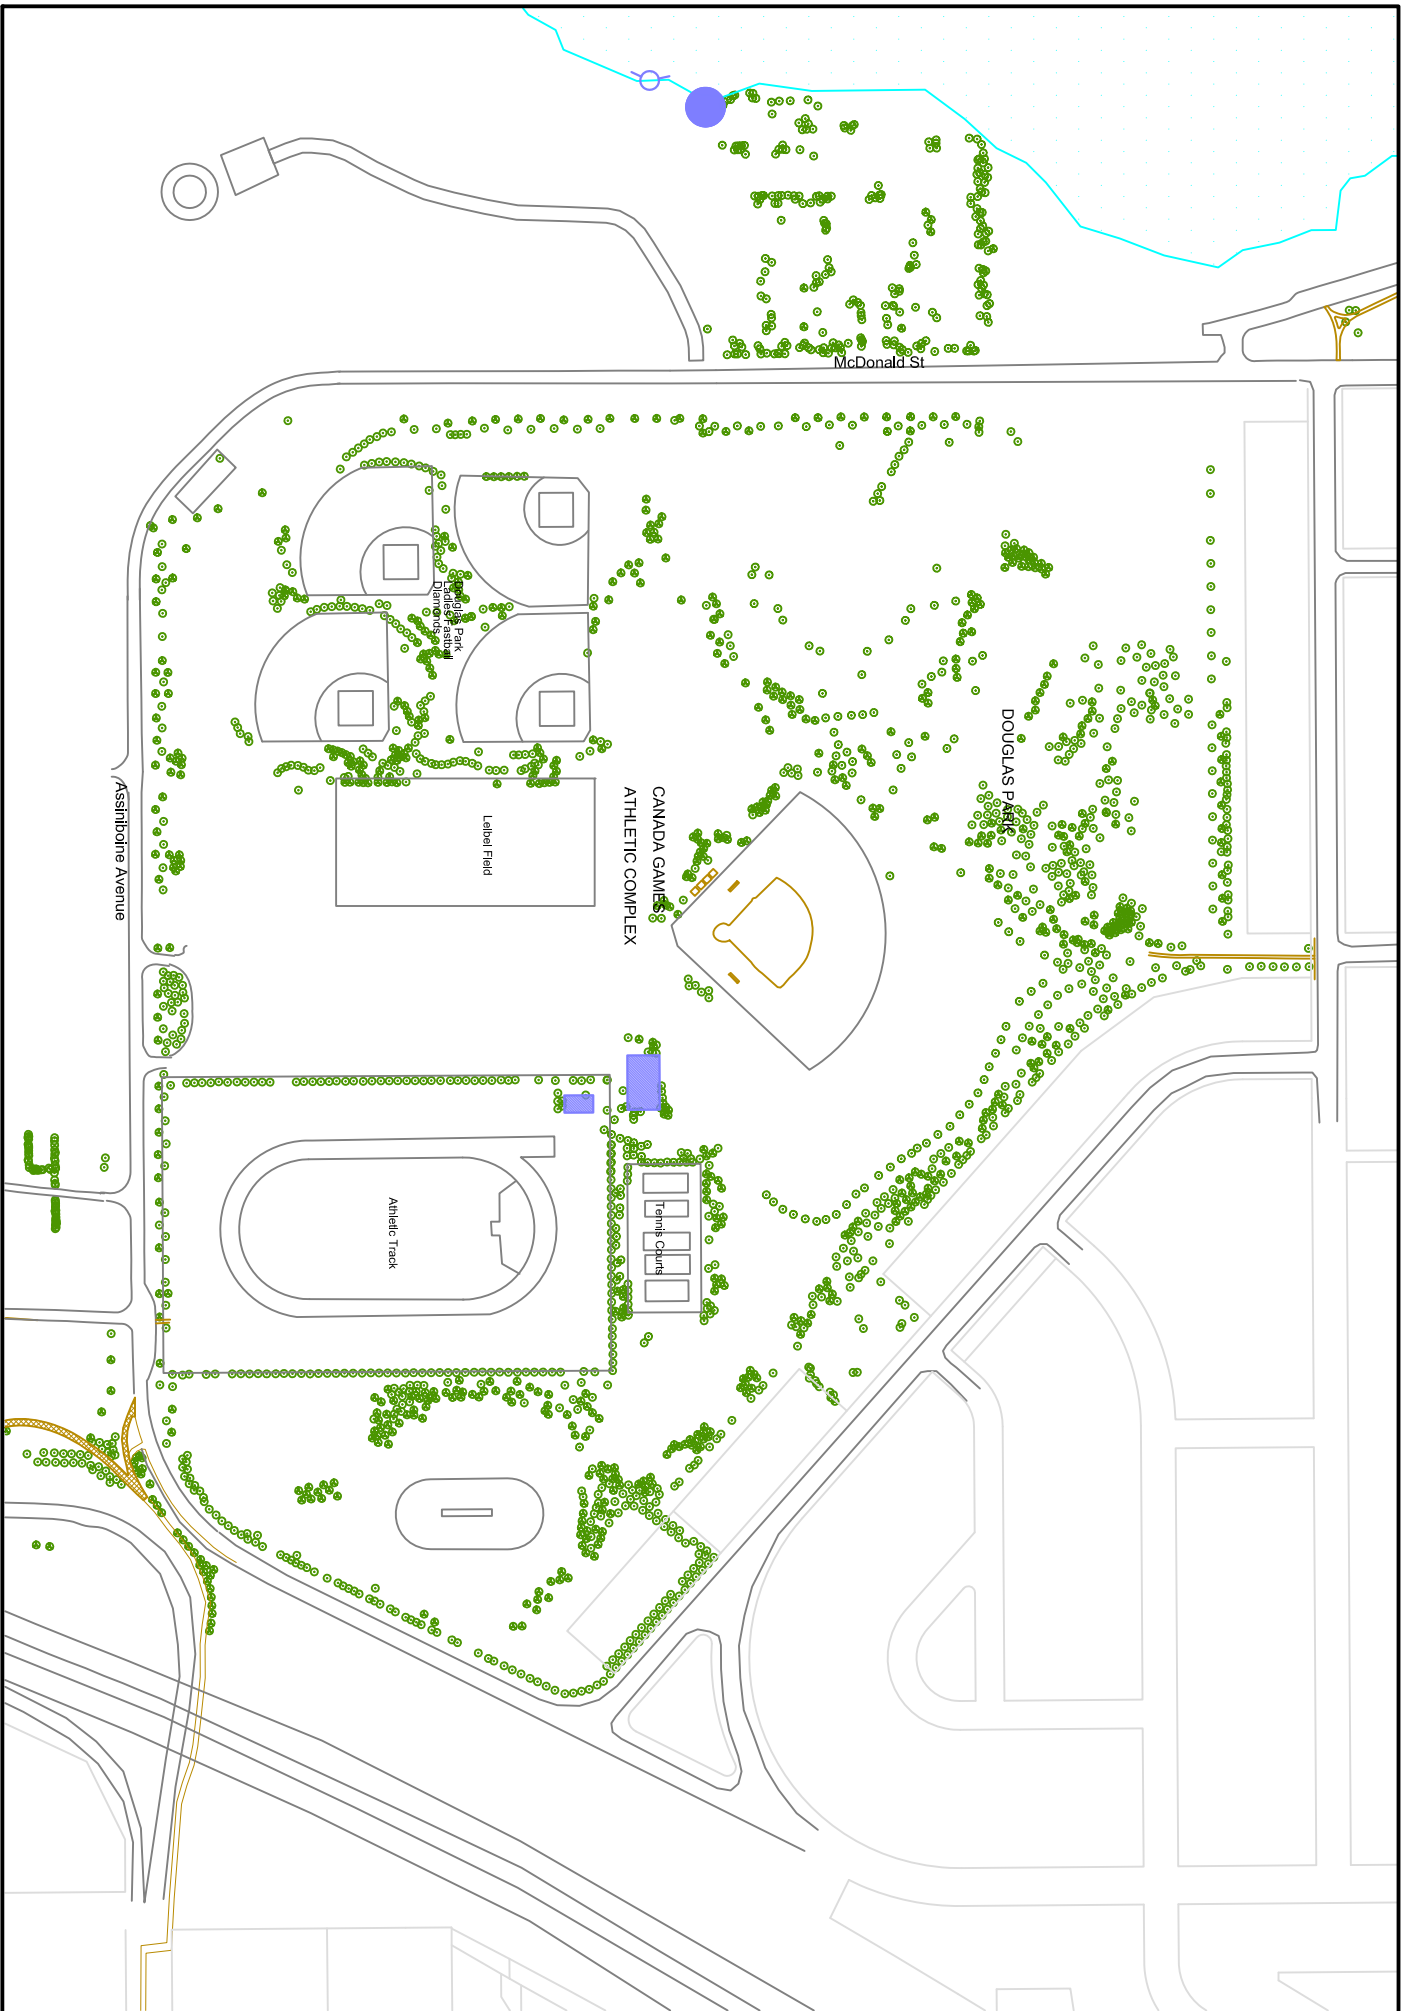 McDonald St
Douglas Park
Ladies Fastball
Diamonds
DOUGLAS PARK
Assiniboine Avenue
Leibel Field
CANADA GAMES
ATHLETIC COMPLEX
Athletic Track
Tennis Courts